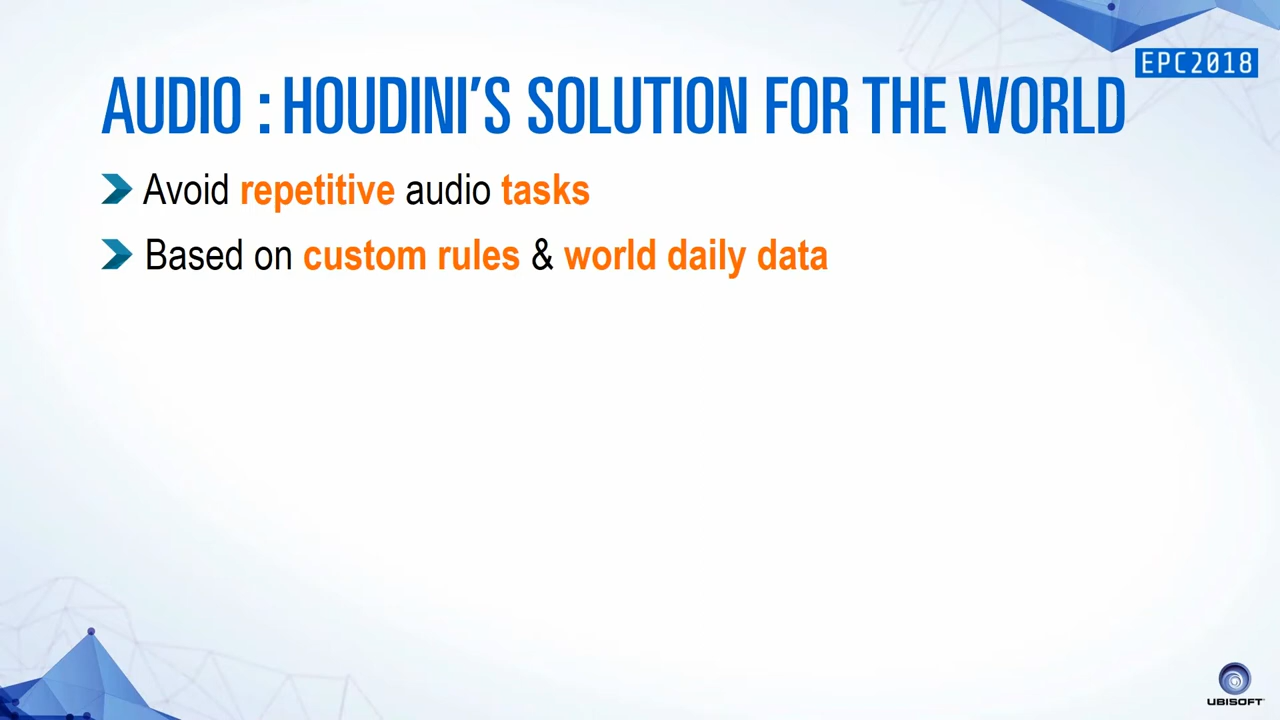 EPC2018
AUDIO : HOUDINI'S SOLUTION FOR THE WORLD
Avoid repetitive audio tasks
Based on custom rules & world daily data
UBISOFT